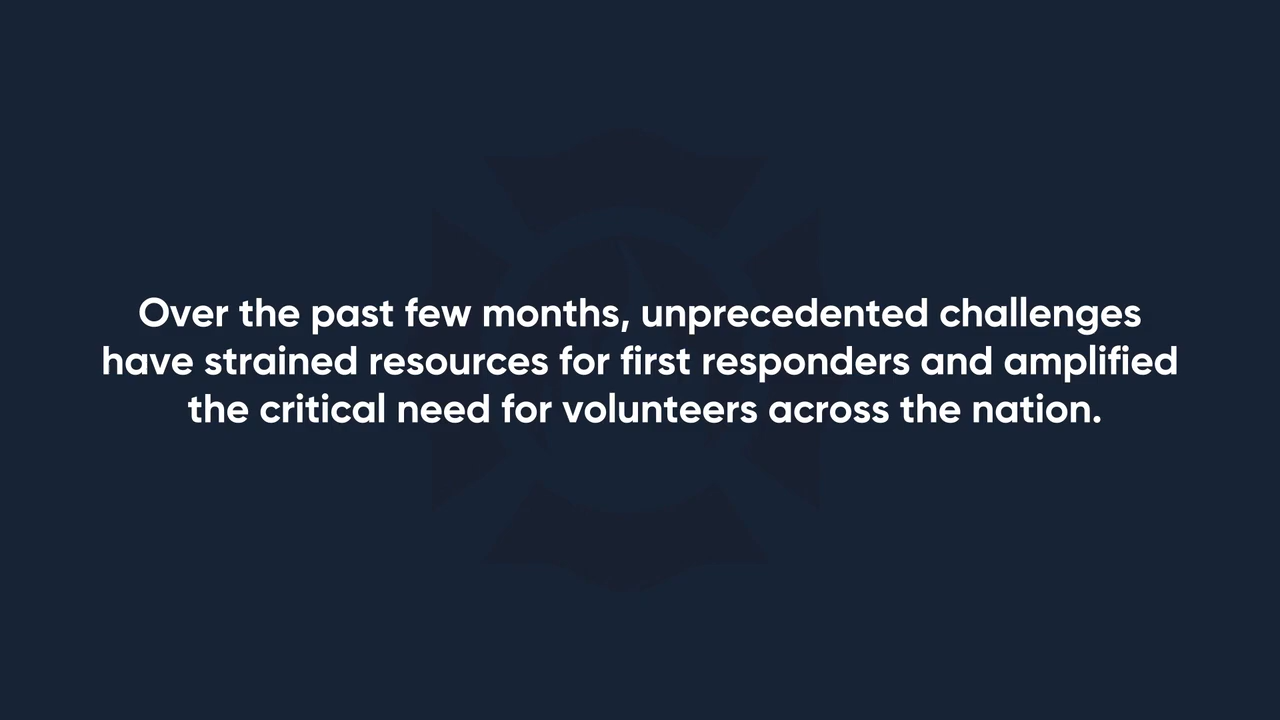 Over the past few months, unprecedented challenges
have strained resources for first responders and amplified
the critical need for volunteers across the nation.